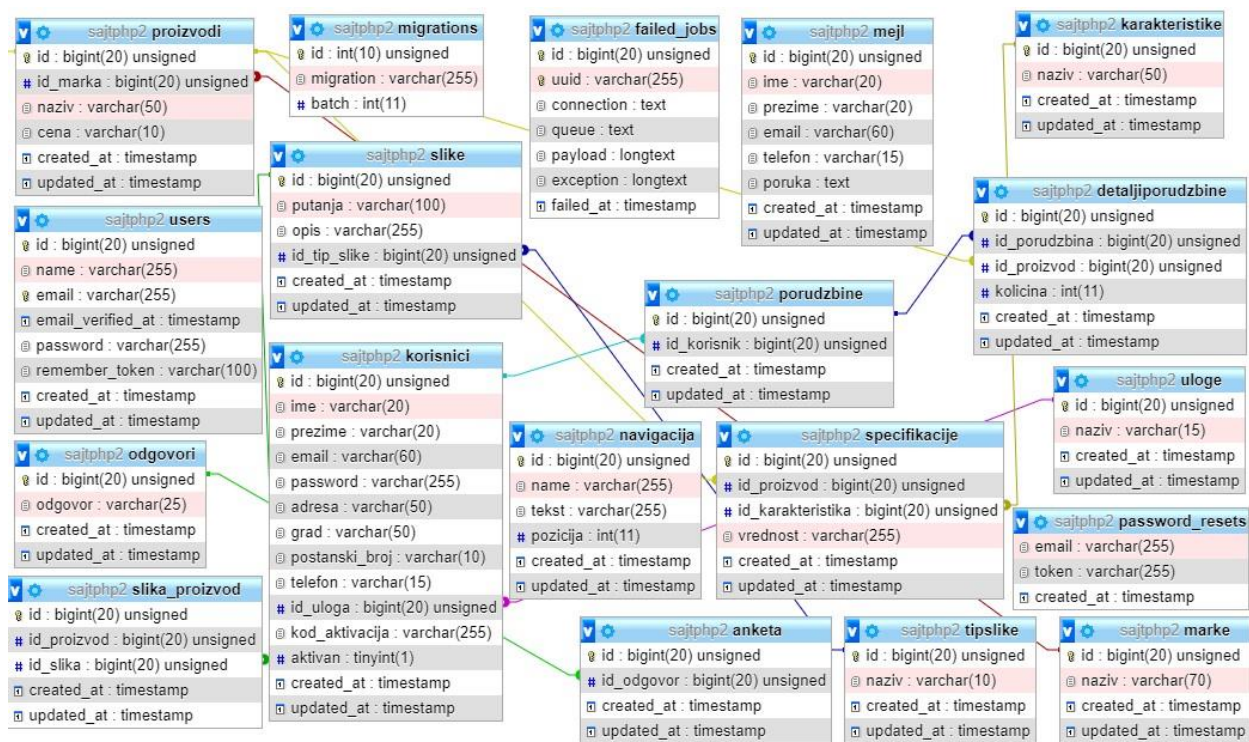 sajtphp2 proizvodi
id : bigint(20) unsigned
id_marka : bigint(20) unsigned
naziv : varchar(50)
cena : varchar(10)
created_at : timestamp
updated_at : timestamp
sajtphp2 migrations
id : int(10) unsigned
migration : varchar(255)
batch : int(11)
sajtphp2 failed_jobs
id : bigint(20) unsigned
uuid : varchar(255)
connection : text
queue : text
payload : longtext
exception : longtext
failed_at : timestamp
sajtphp2 mejl
id : bigint(20) unsigned
ime : varchar(20)
prezime : varchar(20)
email : varchar(60)
telefon : varchar(15)
poruka : text
created_at : timestamp
updated_at : timestamp
sajtphp2 karakteristike
id : bigint(20) unsigned
naziv : varchar(50)
created_at : timestamp
updated_at : timestamp
sajtphp2 users
id : bigint(20) unsigned
name : varchar(255)
email : varchar(255)
email_verified_at : timestamp
password : varchar(255)
remember_token : varchar(100)
created_at : timestamp
updated_at : timestamp
sajtphp2 slike
id : bigint(20) unsigned
putanja : varchar(100)
opis : varchar(255)
id_tip_slike : bigint(20) unsigned
created_at : timestamp
updated_at : timestamp
sajtphp2 detaljiporudzbine
id : bigint(20) unsigned
id_porudzbina : bigint(20) unsigned
id_proizvod : bigint(20) unsigned
kolicina : int(11)
created_at : timestamp
updated_at : timestamp
sajtphp2 porudzbine
id : bigint(20) unsigned
id_korisnik : bigint(20) unsigned
created_at : timestamp
updated_at : timestamp
sajtphp2 korisnici
id : bigint(20) unsigned
ime : varchar(20)
prezime : varchar(20)
email : varchar(60)
password : varchar(255)
adresa : varchar(50)
grad : varchar(50)
postanski_broj : varchar(10)
telefon : varchar(15)
id_uloga : bigint(20) unsigned
kod_aktivacija : varchar(255)
aktivan : tinyint(1)
created_at : timestamp
updated_at : timestamp
sajtphp2 uloge
id : bigint(20) unsigned
naziv : varchar(15)
created_at : timestamp
updated_at : timestamp
sajtphp2 odgovori
id : bigint(20) unsigned
odgovor : varchar(25)
created_at : timestamp
updated_at : timestamp
sajtphp2 navigacija
id : bigint(20) unsigned
name : varchar(255)
tekst : varchar(255)
pozicija : int(11)
created_at : timestamp
updated_at : timestamp
sajtphp2 specifikacije
id : bigint(20) unsigned
id_proizvod : bigint(20) unsigned
id_karakteristika : bigint(20) unsigned
vrednost : varchar(255)
created_at : timestamp
updated_at : timestamp
sajtphp2 password_resets
email : varchar(255)
token : varchar(255)
created_at : timestamp
sajtphp2 slika_proizvod
id : bigint(20) unsigned
id_proizvod : bigint(20) unsigned
id_slika : bigint(20) unsigned
created_at : timestamp
updated_at : timestamp
sajtphp2 anketa
id : bigint(20) unsigned
id_odgovor : bigint(20) unsigned
created_at : timestamp
updated_at : timestamp
sajtphp2 tipslike
id : bigint(20) unsigned
naziv : varchar(10)
created_at : timestamp
updated_at : timestamp
sajtphp2 marke
id : bigint(20) unsigned
naziv : varchar(70)
created_at : timestamp
updated_at : timestamp